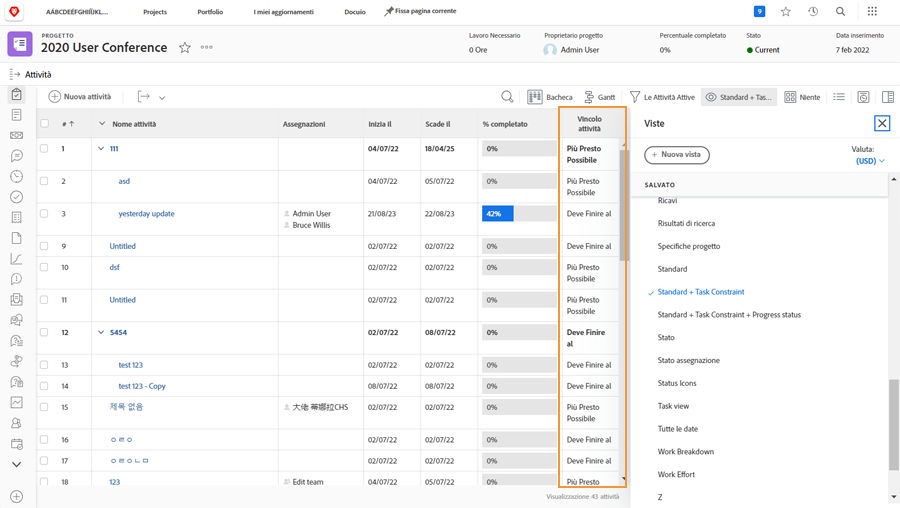 AÁBCDEÉFGHIÍÏJKL...
Projects
Portfolio
I miei aggiornamenti
Docuio
Fissa pagina corrente
9
PROGETTO
2020 User Conference
Lavoro Necessario
0 Ore
Proprietario progetto
Admin User
Percentuale completato
0%
Stato
Current
Data inserimento
7 feb 2022
Attività
Nuova attività
Bacheca
Gantt
Le Attività Attive
Standard + Tas...
Niente
# Nome attività Assegnazioni Inizia Il Scade il % completato Vincolo
attività
1 111 04/07/22 18/04/25 0% Più Presto
Possibile
2 asd 04/07/22 05/07/22 0% Più Presto
Possibile
3 yesterday update Admin User 21/08/23 22/08/23 42% Deve Finire al
Bruce Willis
9 Untitled 02/07/22 02/07/22 0% Deve Finire al
10 dsf 02/07/22 02/07/22 0% Più Presto
Possibile
11 Untitled 02/07/22 02/07/22 0% Più Presto
Possibile
12 5454 02/07/22 08/07/22 0% Deve Finire
al
13 test 123 02/07/22 02/07/22 0% Deve Finire al
14 test 123 - Copy 08/07/22 08/07/22 0% Deve Finire al
15 제목 없음 02/07/22 02/07/22 0% Più Presto
Possibile
16 ㅇㄹㅇ 02/07/22 02/07/22 0% Deve Finire al
17 ㅇㄹㅇㄴㅁ 02/07/22 02/07/22 0% Deve Finire al
18 123 Edit team 04/07/22 05/07/22 0% Più Presto
Visualizzazione 43 attività
Viste
Nuova vista
Valuta:
(USD)
SALVATO
Ricavi
Risultati di ricerca
Specifiche progetto
Standard
Standard + Task Constraint
Standard + Task Constraint + Progress status
Stato
Stato assegnazione
Status Icons
Task view
Tutte le date
Work Breakdown
Work Effort
Z